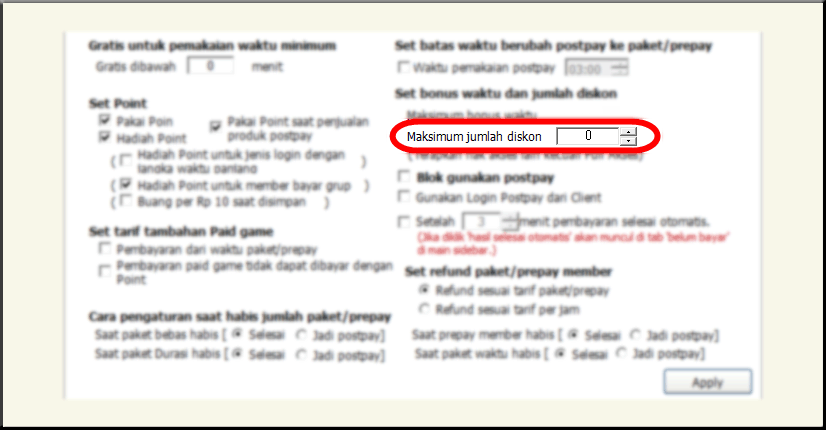 Gratis untuk pemakaian waktu minimum
Gratis dibawah 0 menit
Set Point
Pakai Poin
Hadiah Point
Pakai Point saat penjualan
produk postpay
( Hadiah Point untuk jenis login dengan
jangka waktu panjang )
( Hadiah Point untuk member bayar grup )
( Buang per Rp 10 saat disimpan )
Set tarif tambahan Paid game
Pembayaran dari waktu paket/prepay
Pembayaran paid game tidak dapat dibayar dengan
Point
Cara pengaturan saat habis jumlah paket/prepay
Saat paket bebas habis [ Selesai Jadi postpay]
Saat paket Durasi habis [ Selesai Jadi postpay]
Set batas waktu berubah postpay ke paket/prepay
Waktu pemakaian postpay 03:00
Set bonus waktu dan jumlah diskon
Maksimum bonus waktu
Maksimum jumlah diskon 0
(Terapkan hak akses lain kecuali Full Akses)
Blok gunakan postpay
Gunakan Login Postpay dari Client
Setelah 3 menit pembayaran selesai otomatis.
(Jika diklik 'hasil selesai otomatis' akan muncul di tab 'belum bayar'
di main sidebar.)
Set refund paket/prepay member
Refund sesuai tarif paket/prepay
Refund sesuai tarif per jam
Saat prepay member habis [ Selesai Jadi postpay]
Saat paket waktu habis [ Selesai Jadi postpay]
Apply